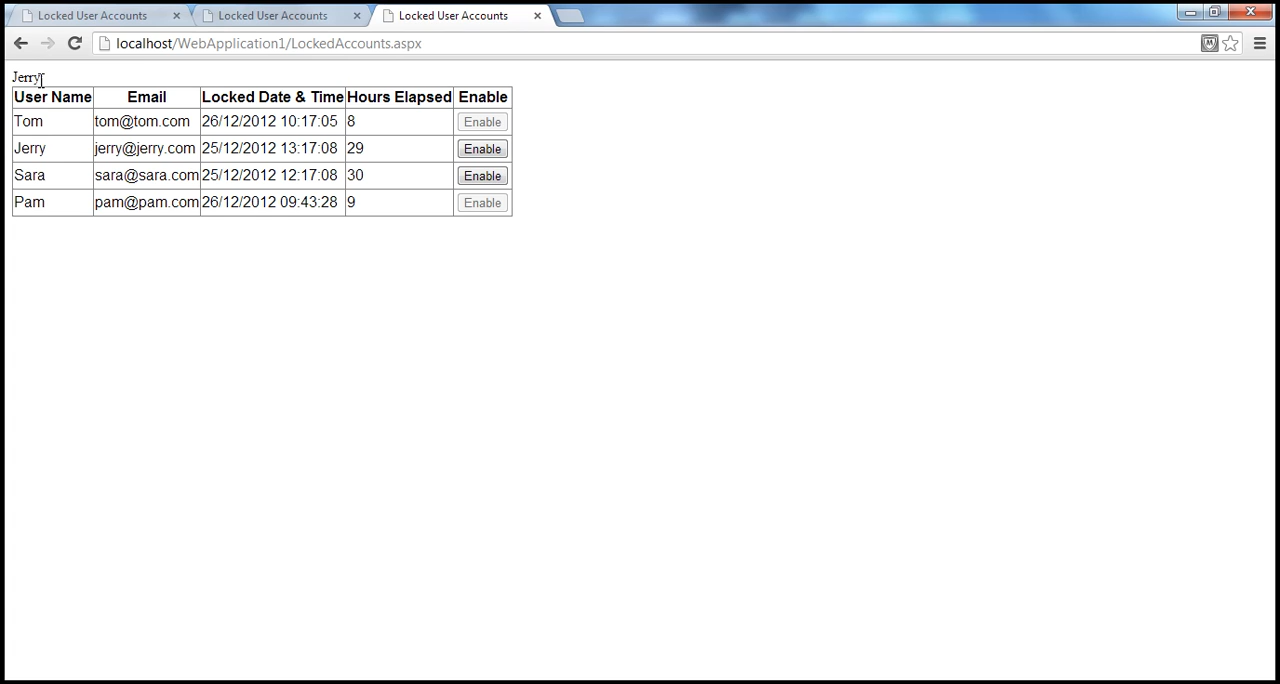 Locked User Accounts Locked User Accounts Locked User Accounts
localhost/WebApplication1/LockedAccounts.aspx
Jerry
User Name Email Locked Date & Time Hours Elapsed Enable
Tom tom@tom.com 26/12/2012 10:17:05 8 Enable
Jerry jerry@jerry.com 25/12/2012 13:17:08 29 Enable
Sara sara@sara.com 25/12/2012 12:17:08 30 Enable
Pam pam@pam.com 26/12/2012 09:43:28 9 Enable